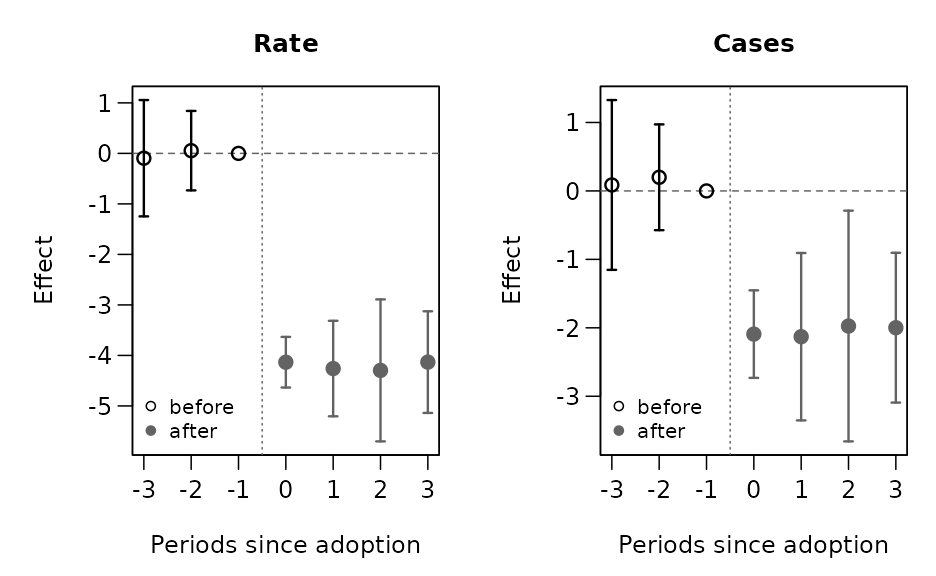 Rate
Effect
1
0
-1
-2
-3
-4
-5
before
after
-3 -2 -1 0 1 2 3
Periods since adoption
Cases
Effect
1
0
-1
-2
-3
before
after
-3 -2 -1 0 1 2 3
Periods since adoption